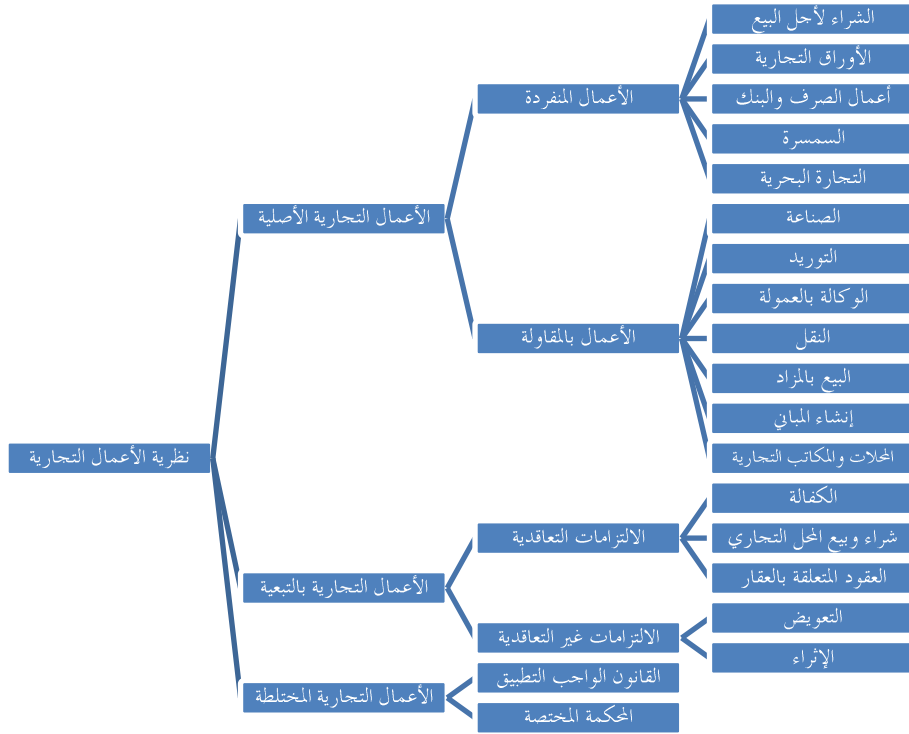 نظرية الأعمال التجارية
الأعمال التجارية الأصلية
الأعمال المنفردة
الشراء لأجل البيع
الأوراق التجارية
أعمال الصرف والبنك
السمسرة
التجارة البحرية
الأعمال بالمقاولة
الصناعة
التوريد
الوكالة بالعمولة
النقل
البيع بالمزاد
إنشاء المباني
المحلات والمكاتب التجارية
الأعمال التجارية بالتبعية
الالتزامات التعاقدية
الكفالة
شراء وبيع المحل التجاري
العقود المتعلقة بالعقار
الالتزامات غير التعاقدية
التعويض
الإثراء
الأعمال التجارية المختلطة
القانون الواجب التطبيق
المحكمة المختصة